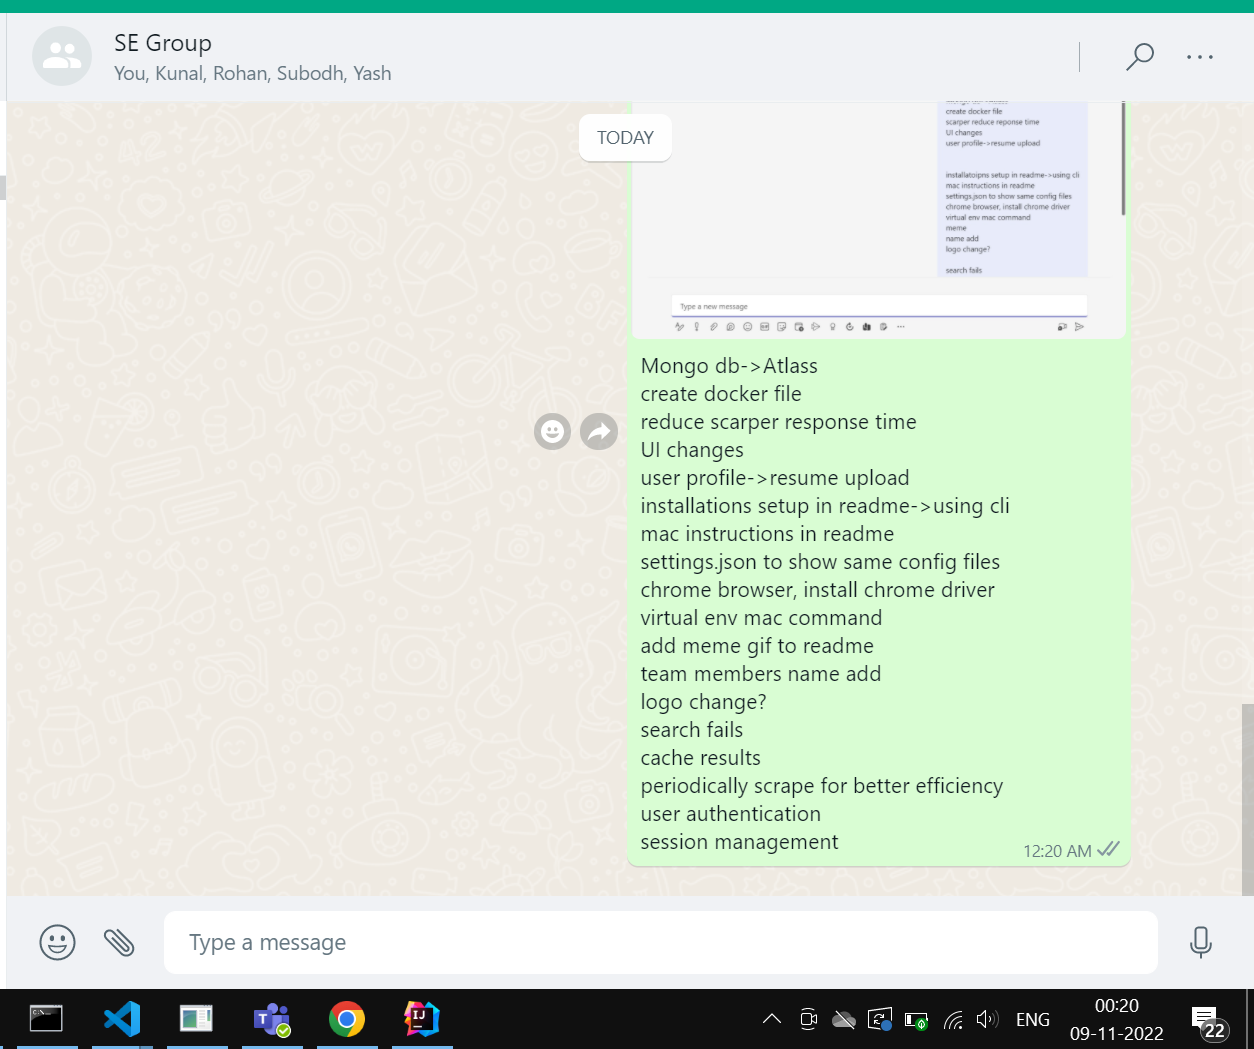 SE Group
You, Kunal, Rohan, Subodh, Yash
TODAY
create docker file
scarper reduce reponse time
UI changes
user profile->resume upload
installatoipns setup in readme->using cli
mac instructions in readme
settings.json to show same config files
chrome browser, install chrome driver
virtual env mac command
meme
name add
logo change?
search fails
Type a new message
Mongo db->Atlass
create docker file
reduce scarper response time
UI changes
user profile->resume upload
installations setup in readme->using cli
mac instructions in readme
settings.json to show same config files
chrome browser, install chrome driver
virtual env mac command
add meme gif to readme
team members name add
logo change?
search fails
cache results
periodically scrape for better efficiency
user authentication
session management
12:20 AM
Type a message
ENG
00:20
09-11-2022
22